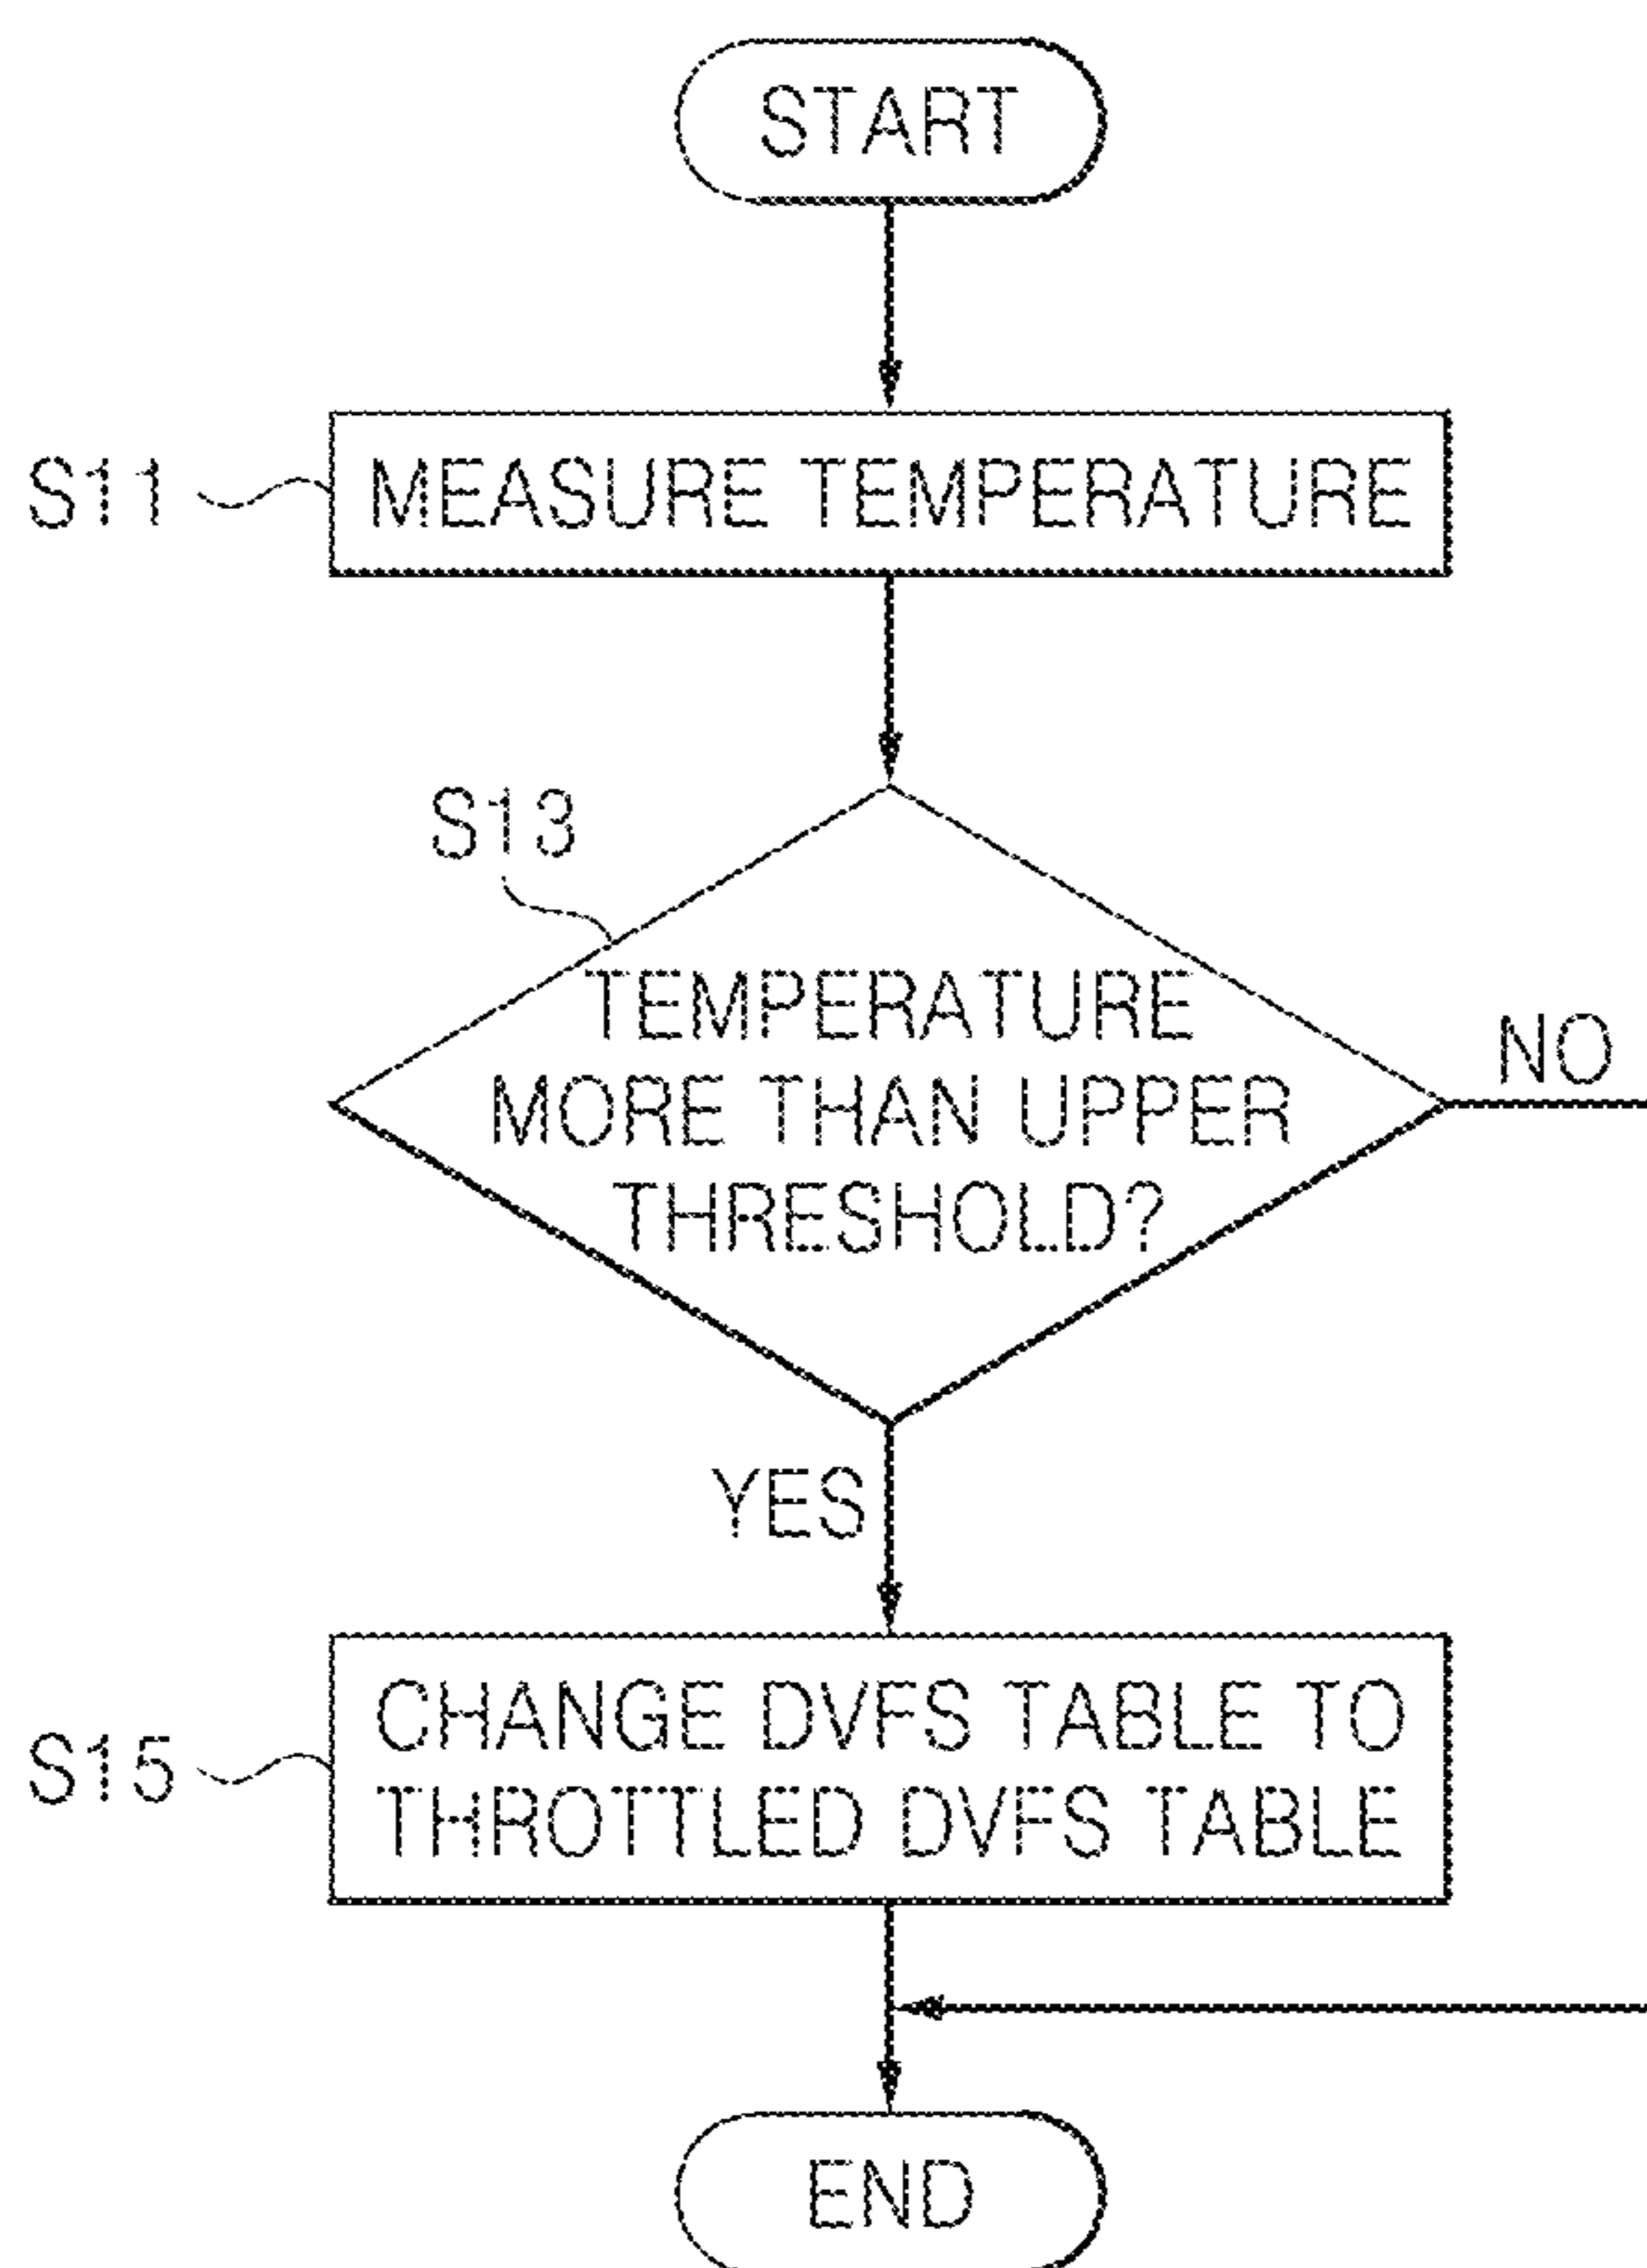 START
S11
MEASURE TEMPERATURE
S13
TEMPERATURE
MORE THAN UPPER
THRESHOLD?
NO
YES
S15
CHANGE DVFS TABLE TO
THROTTLED DVFS TABLE
END